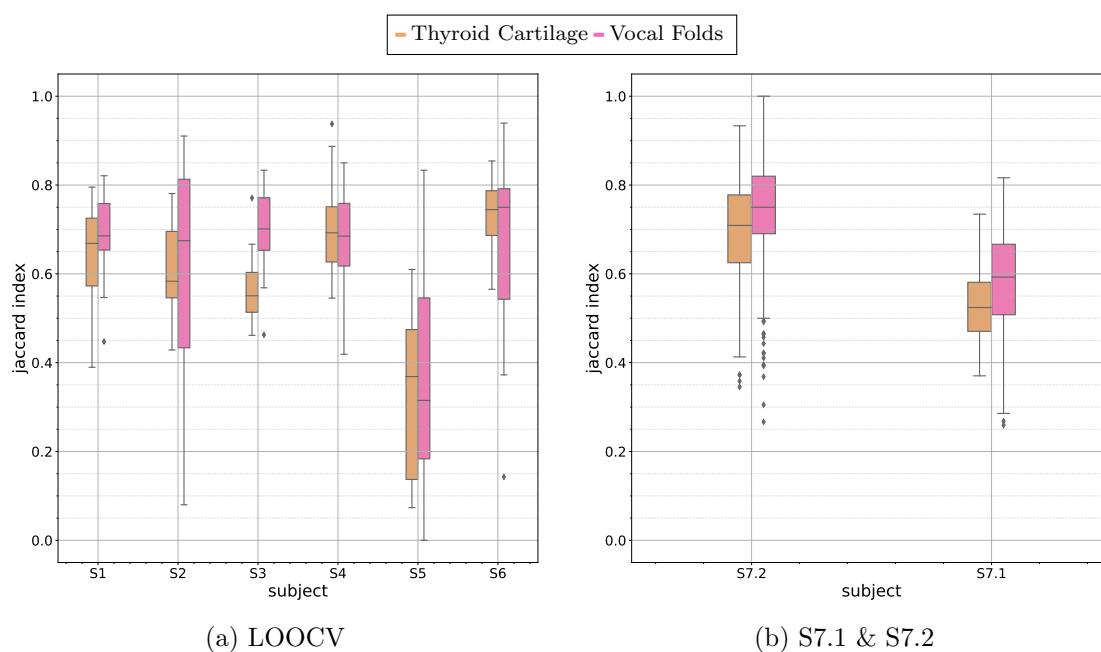 Thyroid Cartilage Vocal Folds
jaccard index
1.0
0.8
0.6
0.4
0.2
0.0
S1 S2 S3 S4 S5 S6
subject
(a) LOOCV
jaccard index
1.0
0.8
0.6
0.4
0.2
0.0
S7.2 S7.1
subject
(b) S7.1 & S7.2